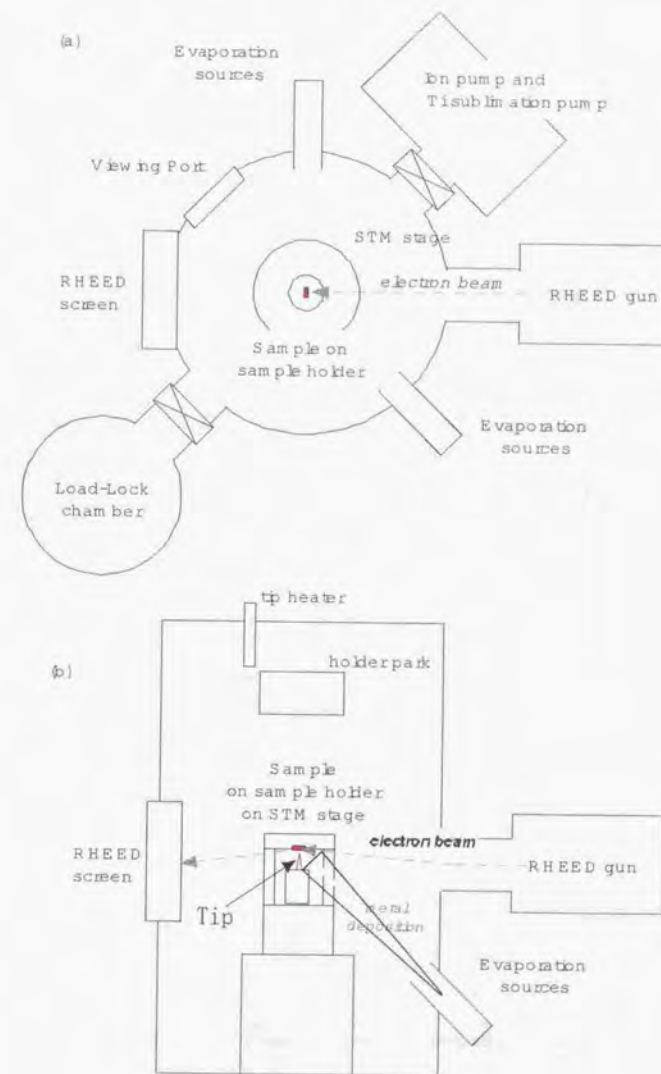 (a)
Evaporation
sources
Ion pump and
Ti sublimation pump
Viewing Port
STM stage
RHEED
screen
electron beam
RHEED gun
Sample on
sample holder
Evaporation
sources
Load-Lock
chamber
tip heater
(b)
holder park
Sample
on sample holder
on STM stage
electron beam
RHEED
screen
RHEED gun
Tip
metal
deposition
Evaporation
sources